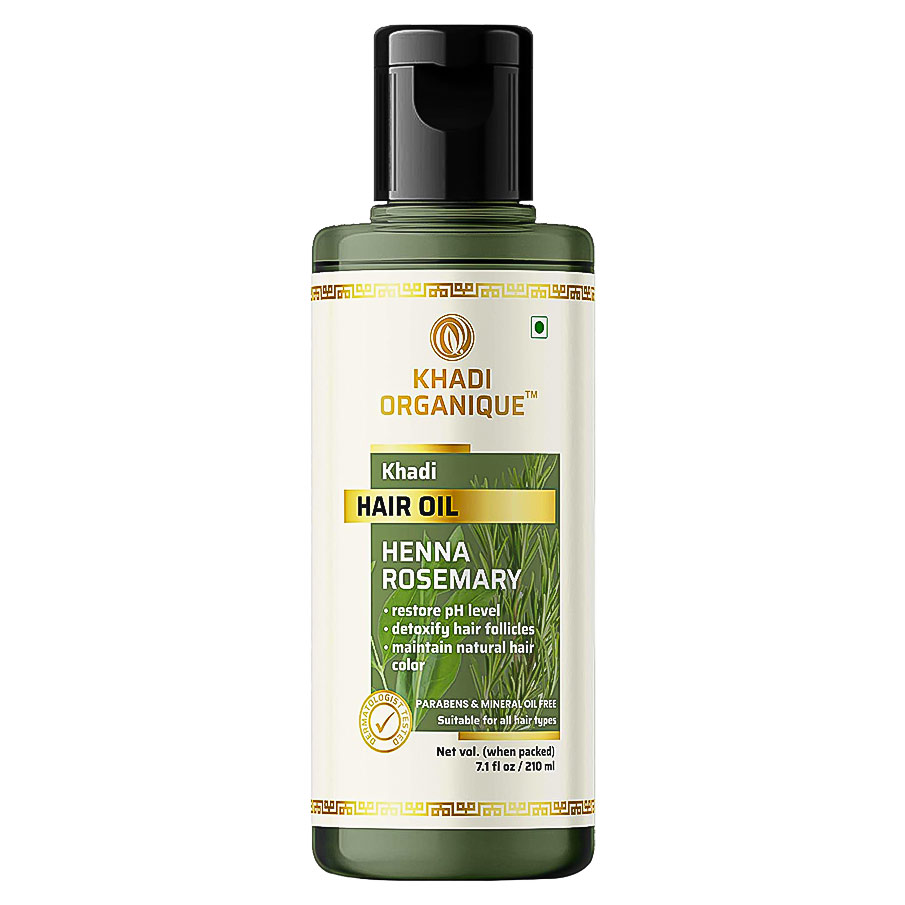 KHADI
ORGANIQUE™
Khadi
HAIR OIL
HENNA
ROSEMARY
• restore pH level
• detoxify hair follicles
• maintain natural hair
color
DERMATOLOGIST TESTED
PARABENS & MINERAL OIL FREE
Suitable for all hair types
Net vol. (when packed)
7.1 fl oz / 210 ml